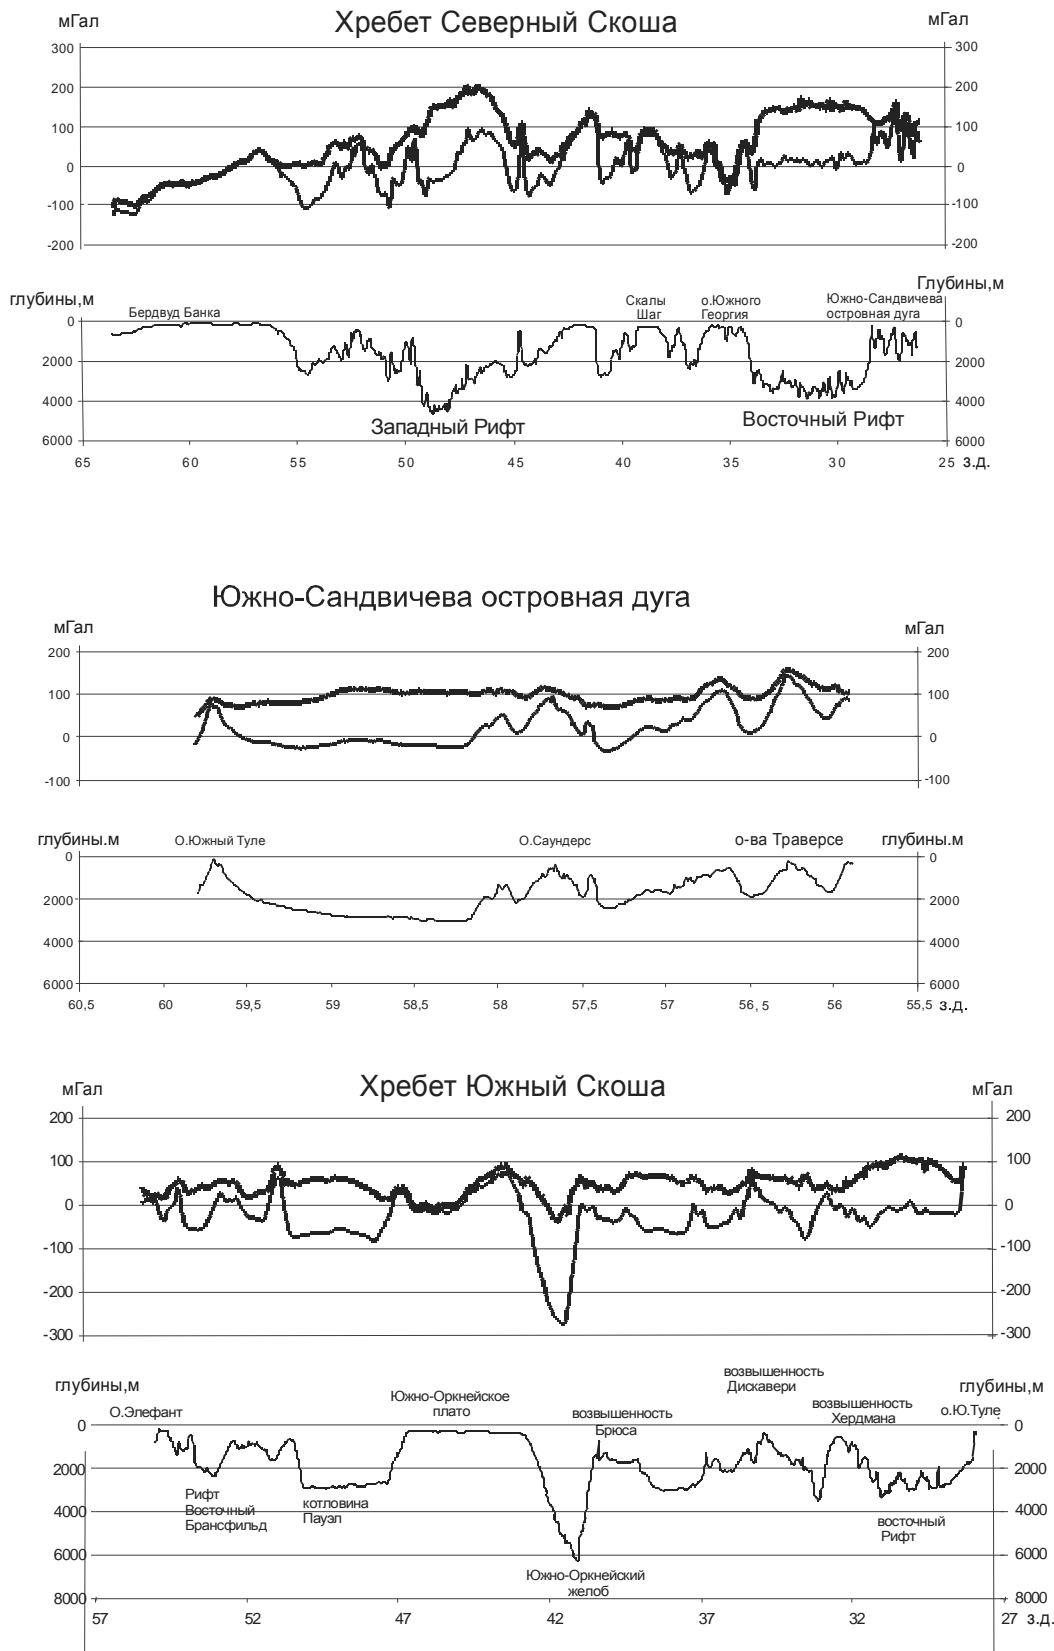 Хребет Северный Скоша
мГал мГал
300 300
200 200
100 100
0 0
-100 -100
-200 -200
глубины,м Глубины,м
Бердвуд Банка Скалы Шаг о.Южного Георгия Южно-Сандвичева островная дуга
0 0
2000 2000
4000 4000
Западный Рифт Восточный Рифт
6000 6000
65 60 55 50 45 40 35 30 25 з.д.
Южно-Сандвичева островная дуга
мГал мГал
200 200
100 100
0 0
-100 -100
глубины.м О.Южный Туле О.Саундерс о-ва Траверсе глубины.м
0 0
2000 2000
4000 4000
6000 6000
60,5 60 59,5 59 58,5 58 57,5 57 56,5 56 55,5 з.д.
Хребет Южный Скоша
мГал мГал
200 200
100 100
0 0
-100 -100
-200 -200
-300 -300
глубины,м глубины,м
О.Элефант
Южно-Оркнейское
плато
возвышенность
Брюса
возвышенность
Дискавери
возвышенность
Хердмана
о.Ю.Туле
0 0
2000 2000
Рифт
Восточный
Брансфильд
котловина
Пауэл
восточный
Рифт
4000 4000
6000 6000
Южно-Оркнейский
желоб
8000 8000
57 52 47 42 37 32 27 з.д.